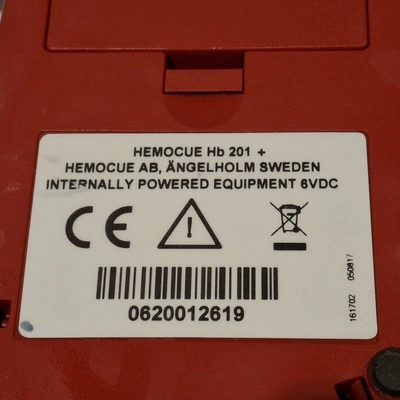 HEMOCUE Hb 201 +
HEMOCUE AB, ÄNGELHOLM SWEDEN
INTERNALLY POWERED EQUIPMENT 6VDC
CE
!
0620012619
161702 050817